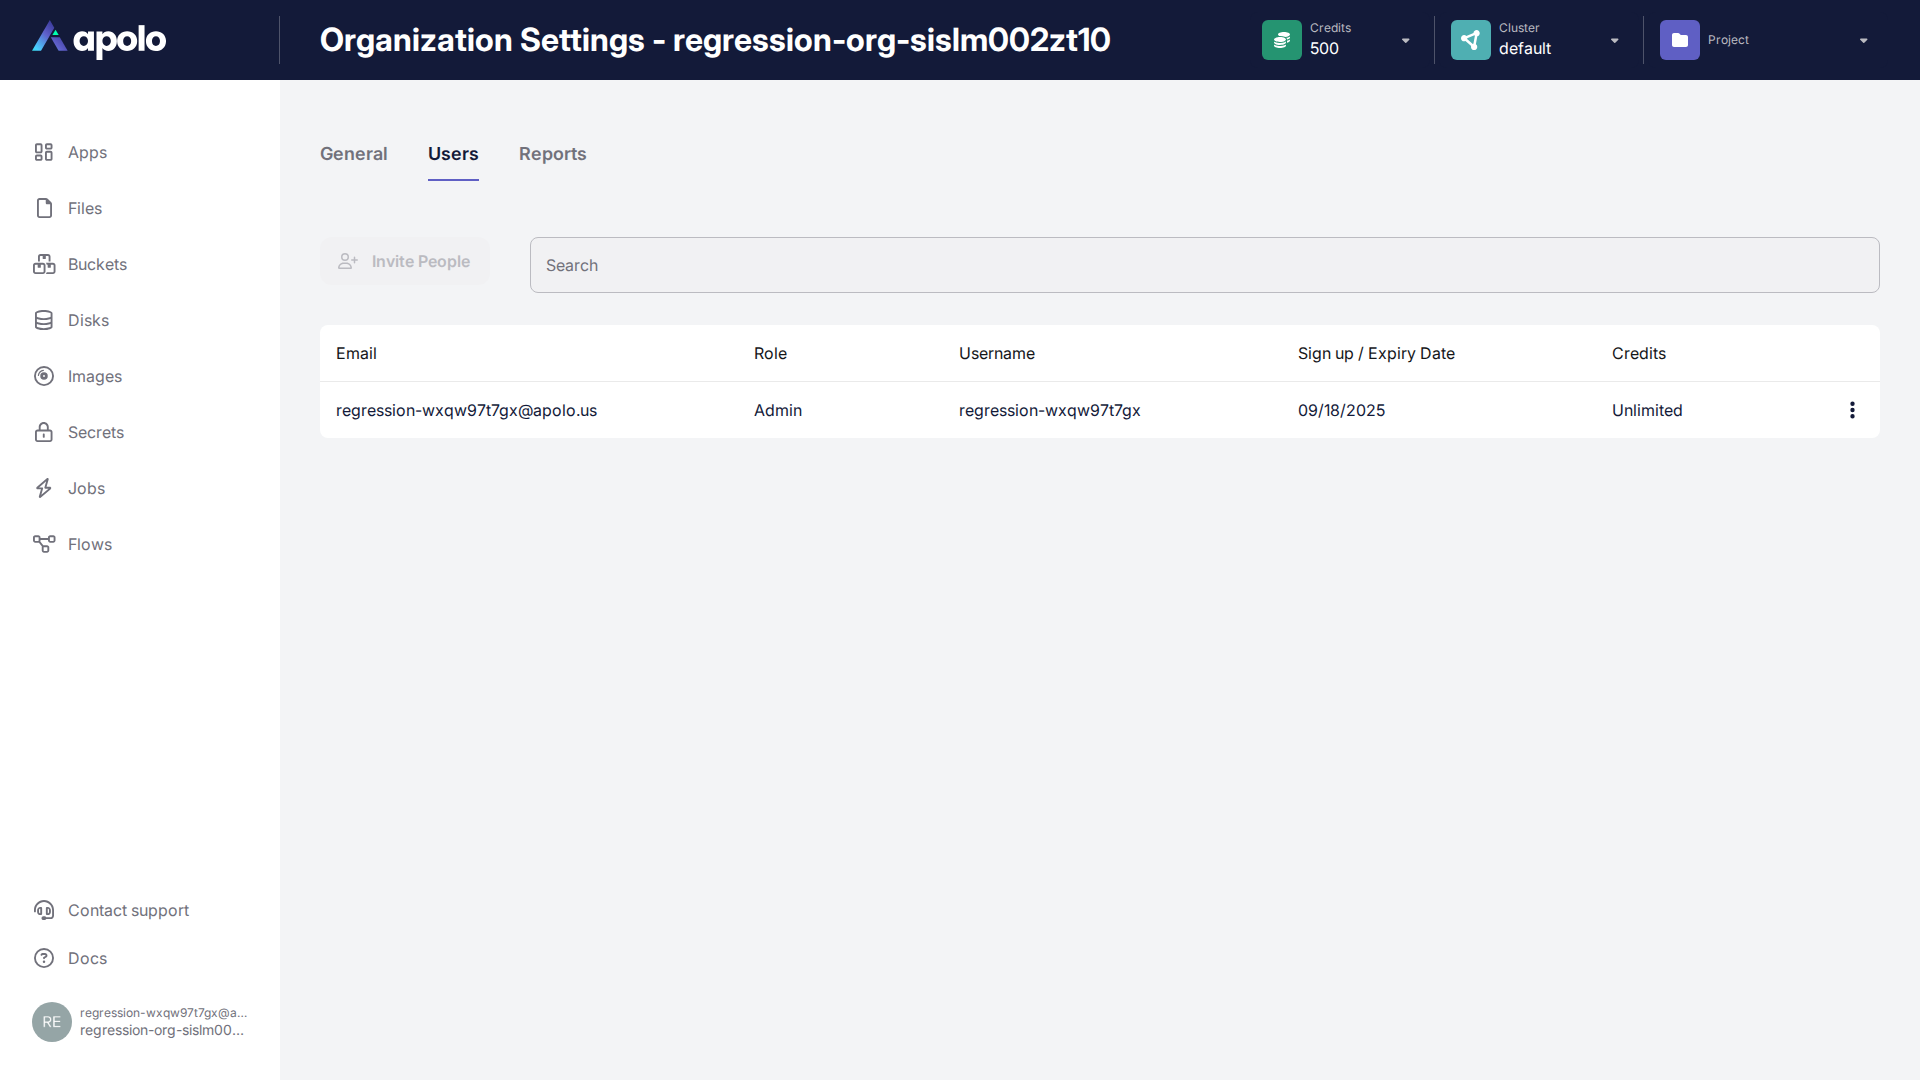 apolo
Organization Settings - regression-org-sislm002zt10
Credits
500
Cluster
default
Project
Apps
Files
Buckets
Disks
Images
Secrets
Jobs
Flows
General Users Reports
Invite People
Search
Email Role Username Sign up / Expiry Date Credits
regression-wxqw97t7gx@apolo.us Admin regression-wxqw97t7gx 09/18/2025 Unlimited
Contact support
Docs
RE
regression-wxqw97t7gx@a...
regression-org-sislm00...